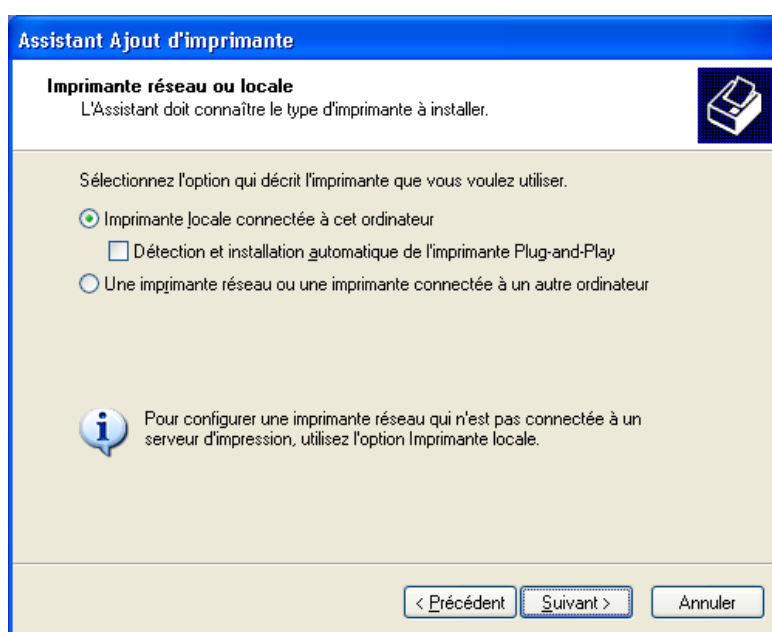 Assistant Ajout d'imprimante
Imprimante réseau ou locale
L'Assistant doit connaître le type d'imprimante à installer.
Sélectionnez l'option qui décrit l'imprimante que vous voulez utiliser.
Imprimante locale connectée à cet ordinateur
Détection et installation automatique de l'imprimante Plug-and-Play
Une imprimante réseau ou une imprimante connectée à un autre ordinateur
Pour configurer une imprimante réseau qui n'est pas connectée à un
serveur d'impression, utilisez l'option Imprimante locale.
< Précédent Suivant > Annuler